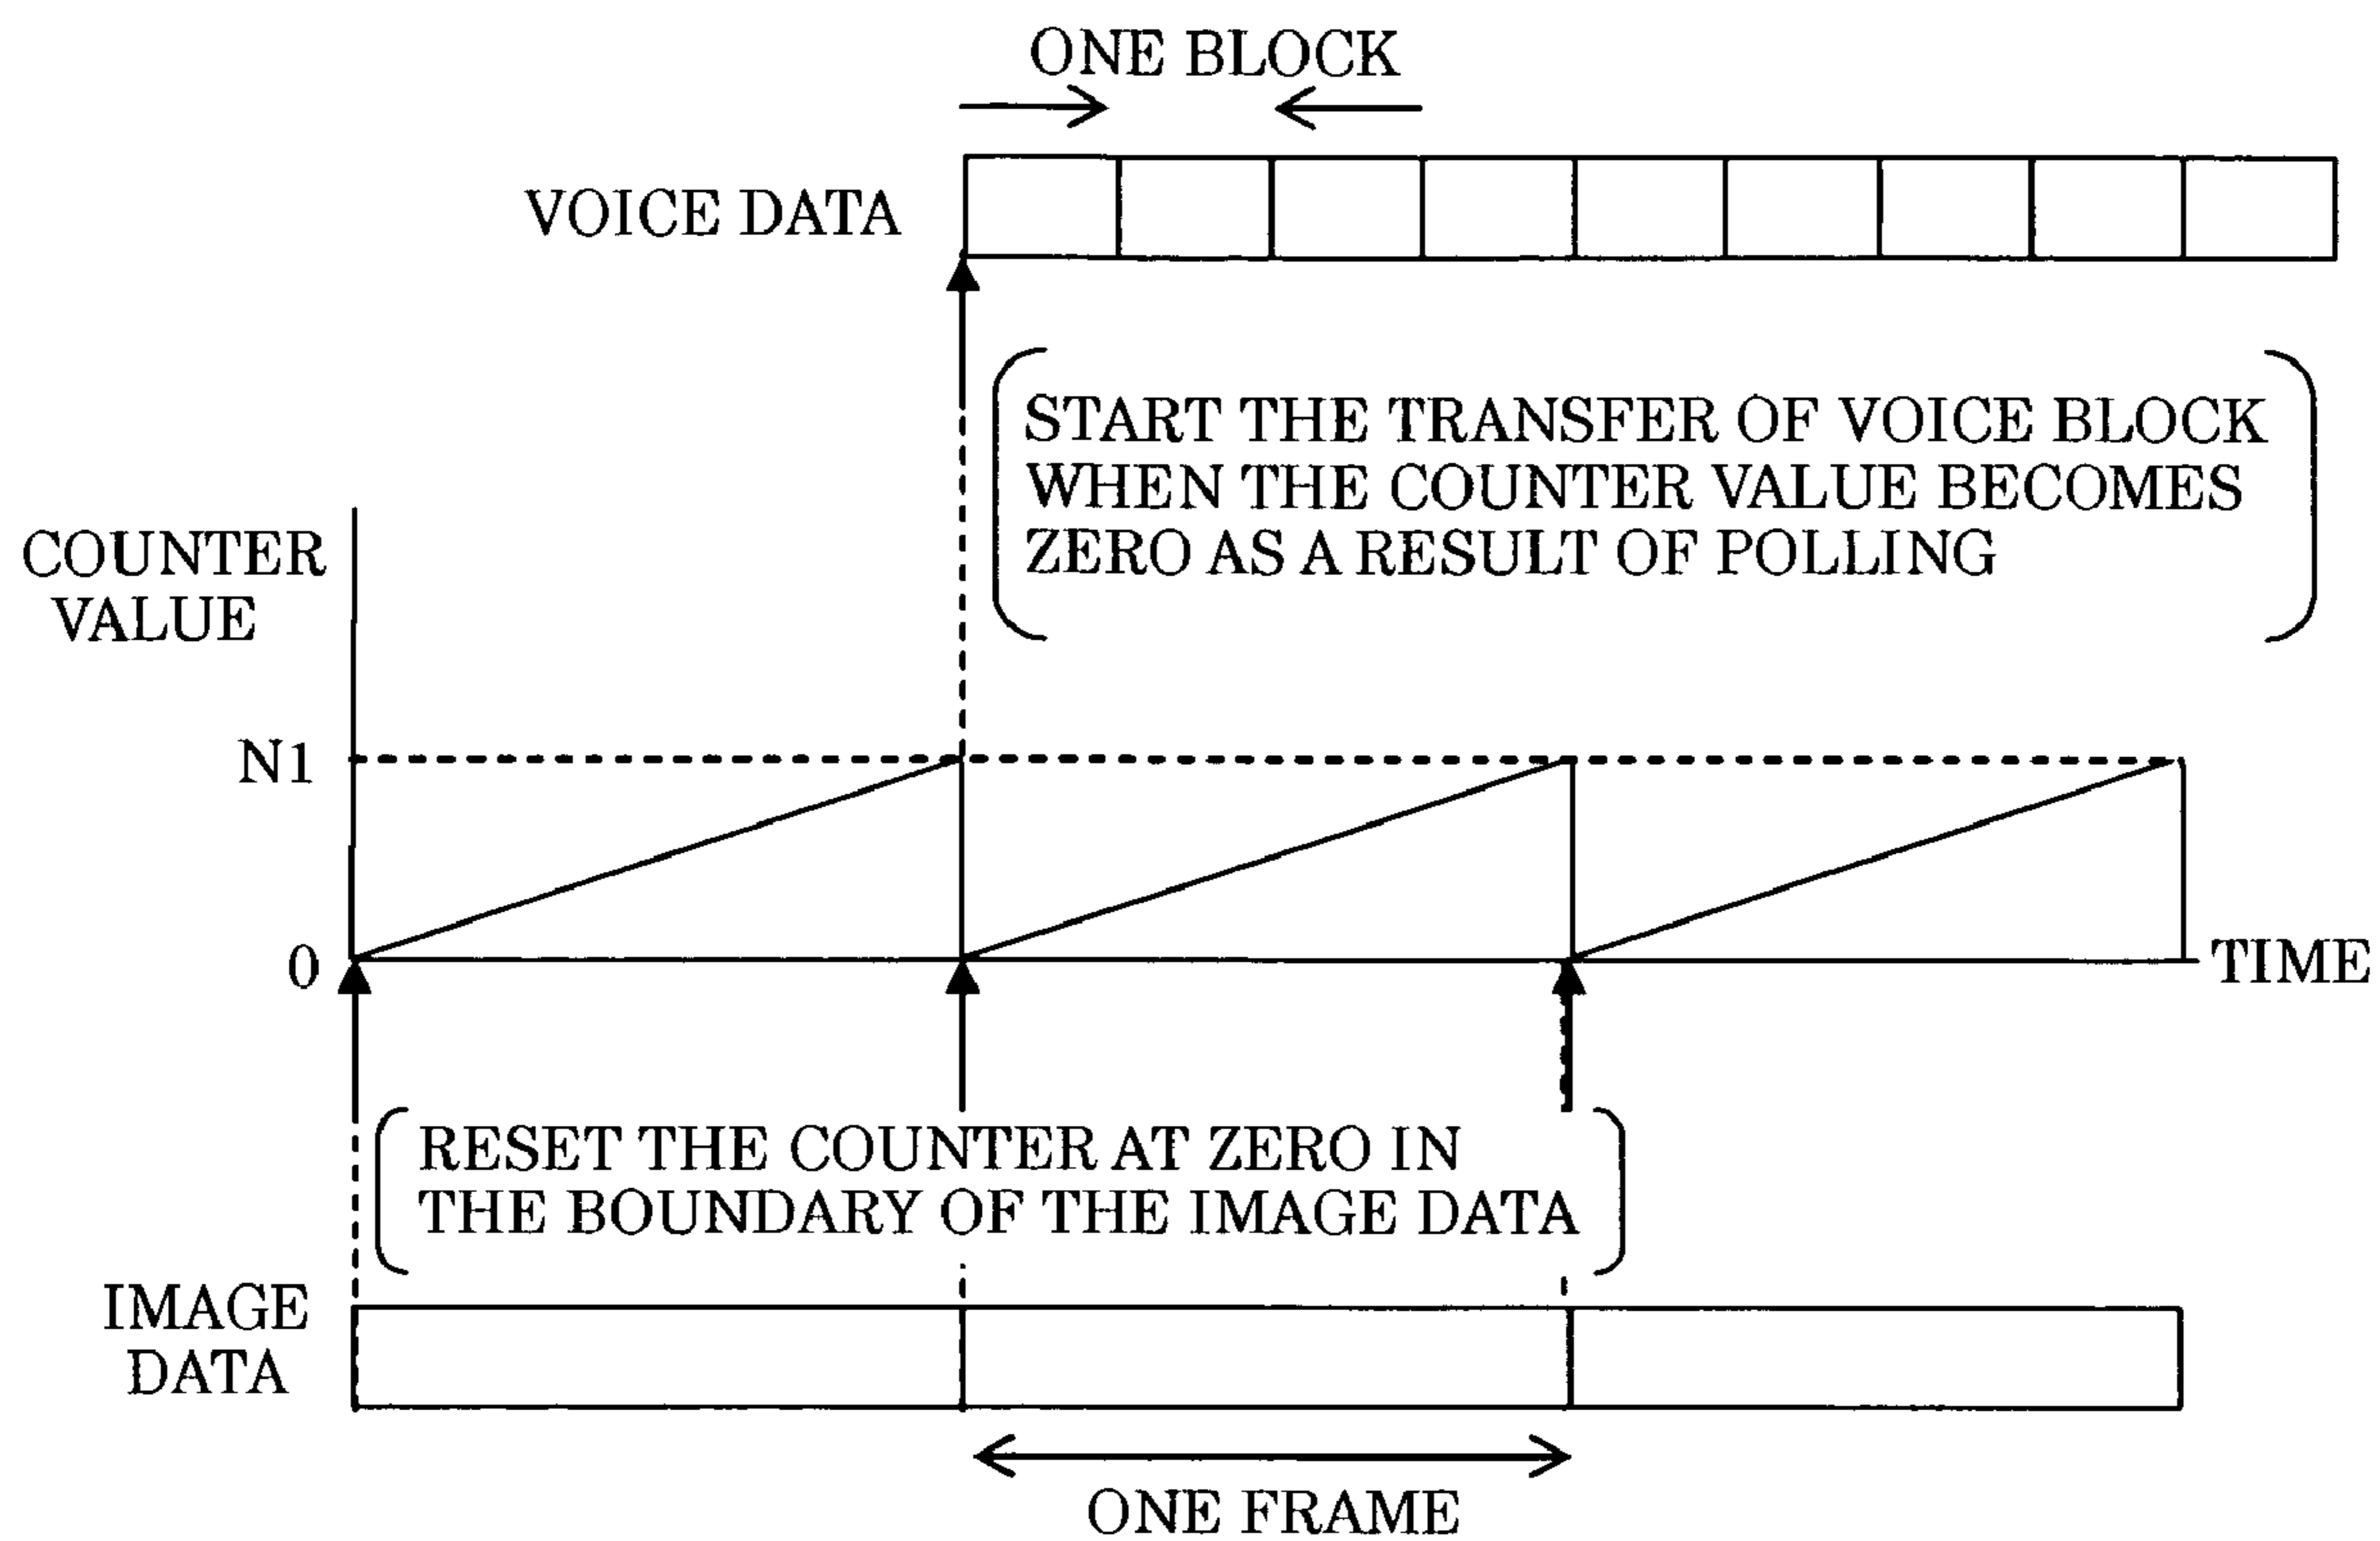 ONE BLOCK
VOICE DATA
START THE TRANSFER OF VOICE BLOCK
WHEN THE COUNTER VALUE BECOMES
ZERO AS A RESULT OF POLLING
COUNTER
VALUE
N1
0
TIME
RESET THE COUNTER AT ZERO IN
THE BOUNDARY OF THE IMAGE DATA
IMAGE
DATA
ONE FRAME